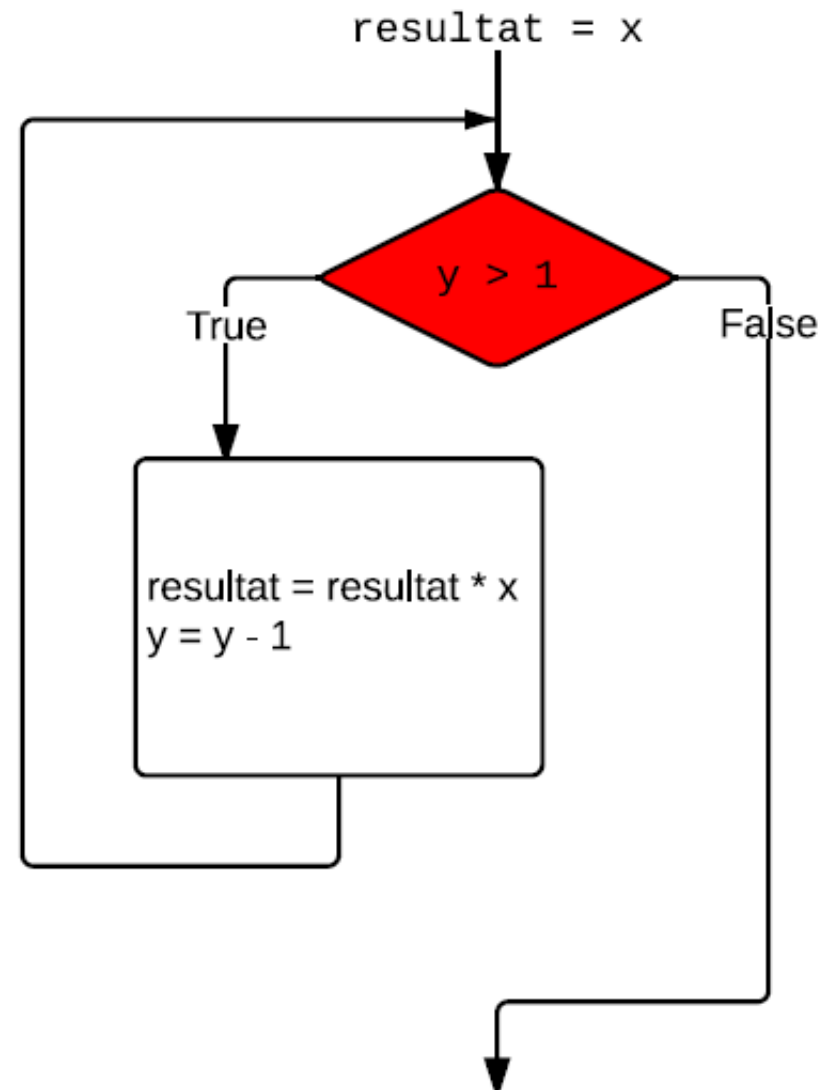 resultat = x
y > 1
True
False
resultat = resultat * x
y = y - 1